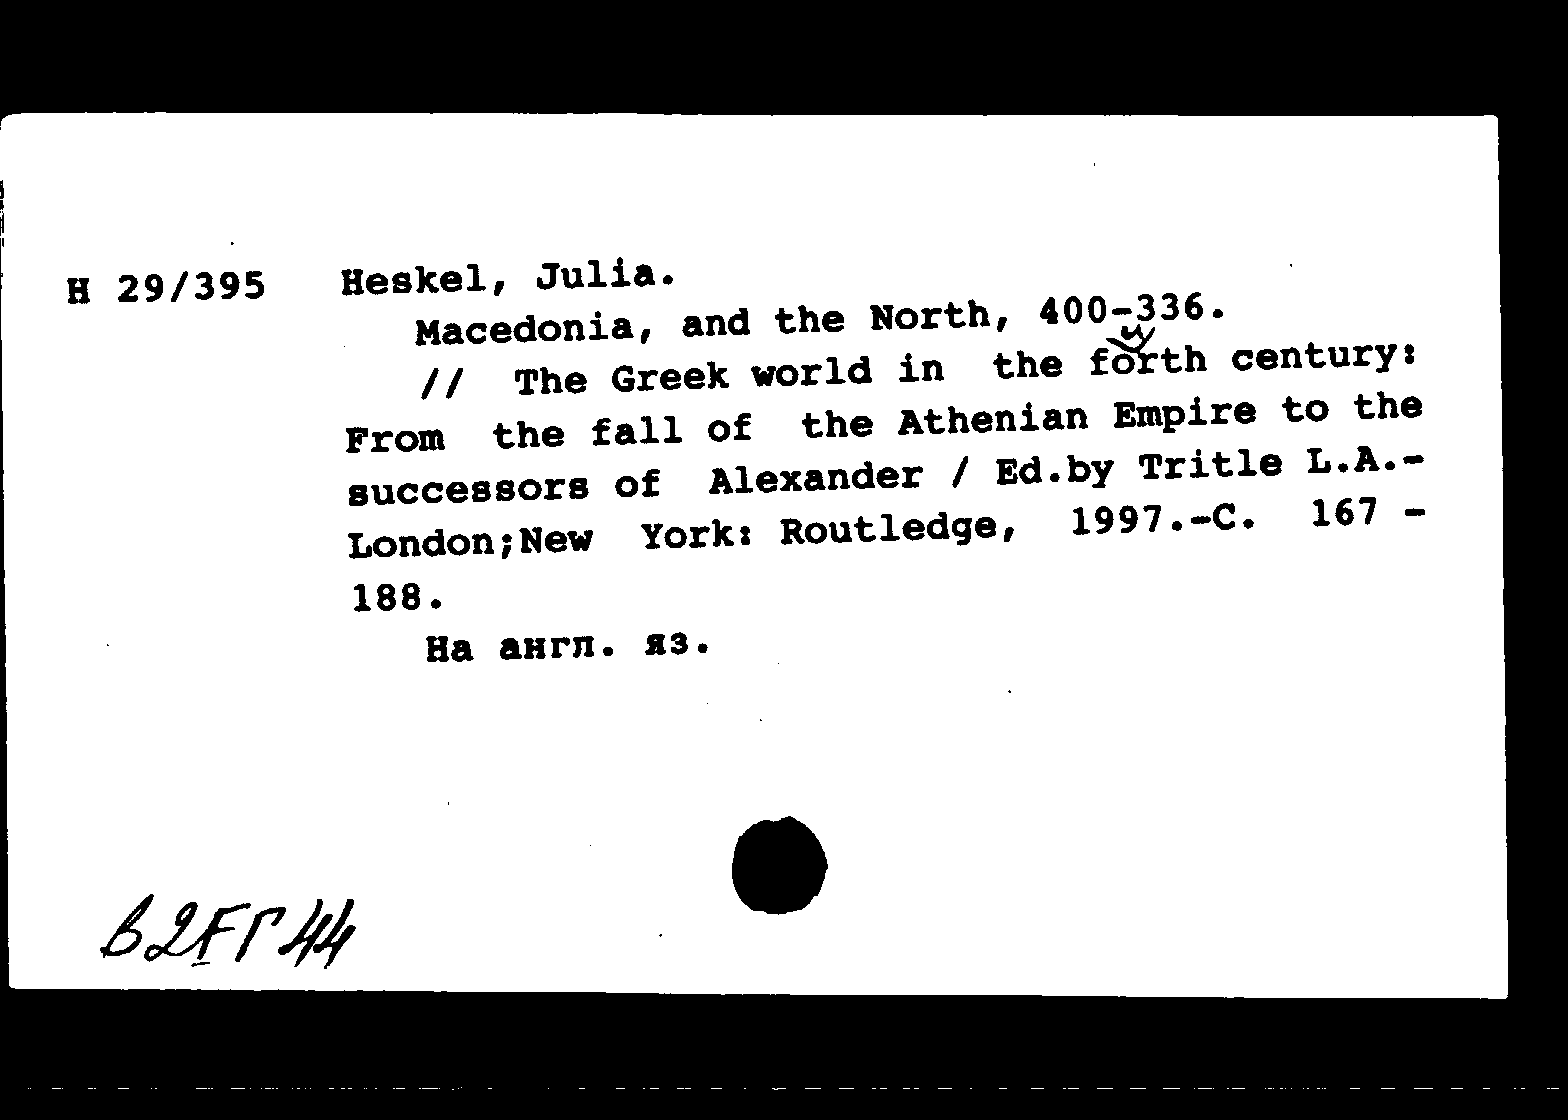 H 29/395 Heskel, Julia.
Macedonia, and the North, 400-336.
u
// The Greek world in the forth century:
From the fall of the Athenian Empire to the
successors of Alexander / Ed.by Tritle L.A.-
London;New York: Routledge, 1997.-C. 167 -
188.
На англ. яз.
В2FГ44